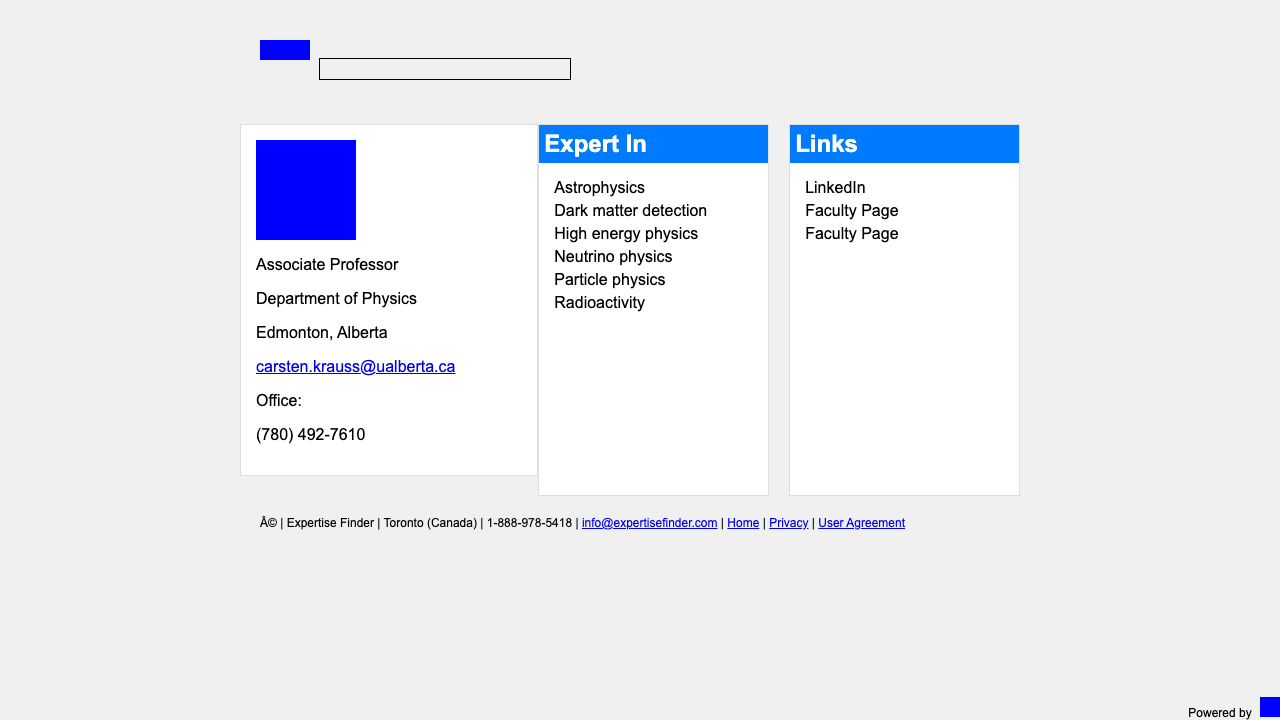 Associate Professor
Department of Physics
Edmonton, Alberta
carsten.krauss@ualberta.ca
Office:
(780) 492-7610
Expert In
Astrophysics
Dark matter detection
High energy physics
Neutrino physics
Particle physics
Radioactivity
Links
LinkedIn
Faculty Page
Faculty Page
Â© | Expertise Finder | Toronto (Canada) | 1-888-978-5418 | info@expertisefinder.com | Home | Privacy | User Agreement
Powered by